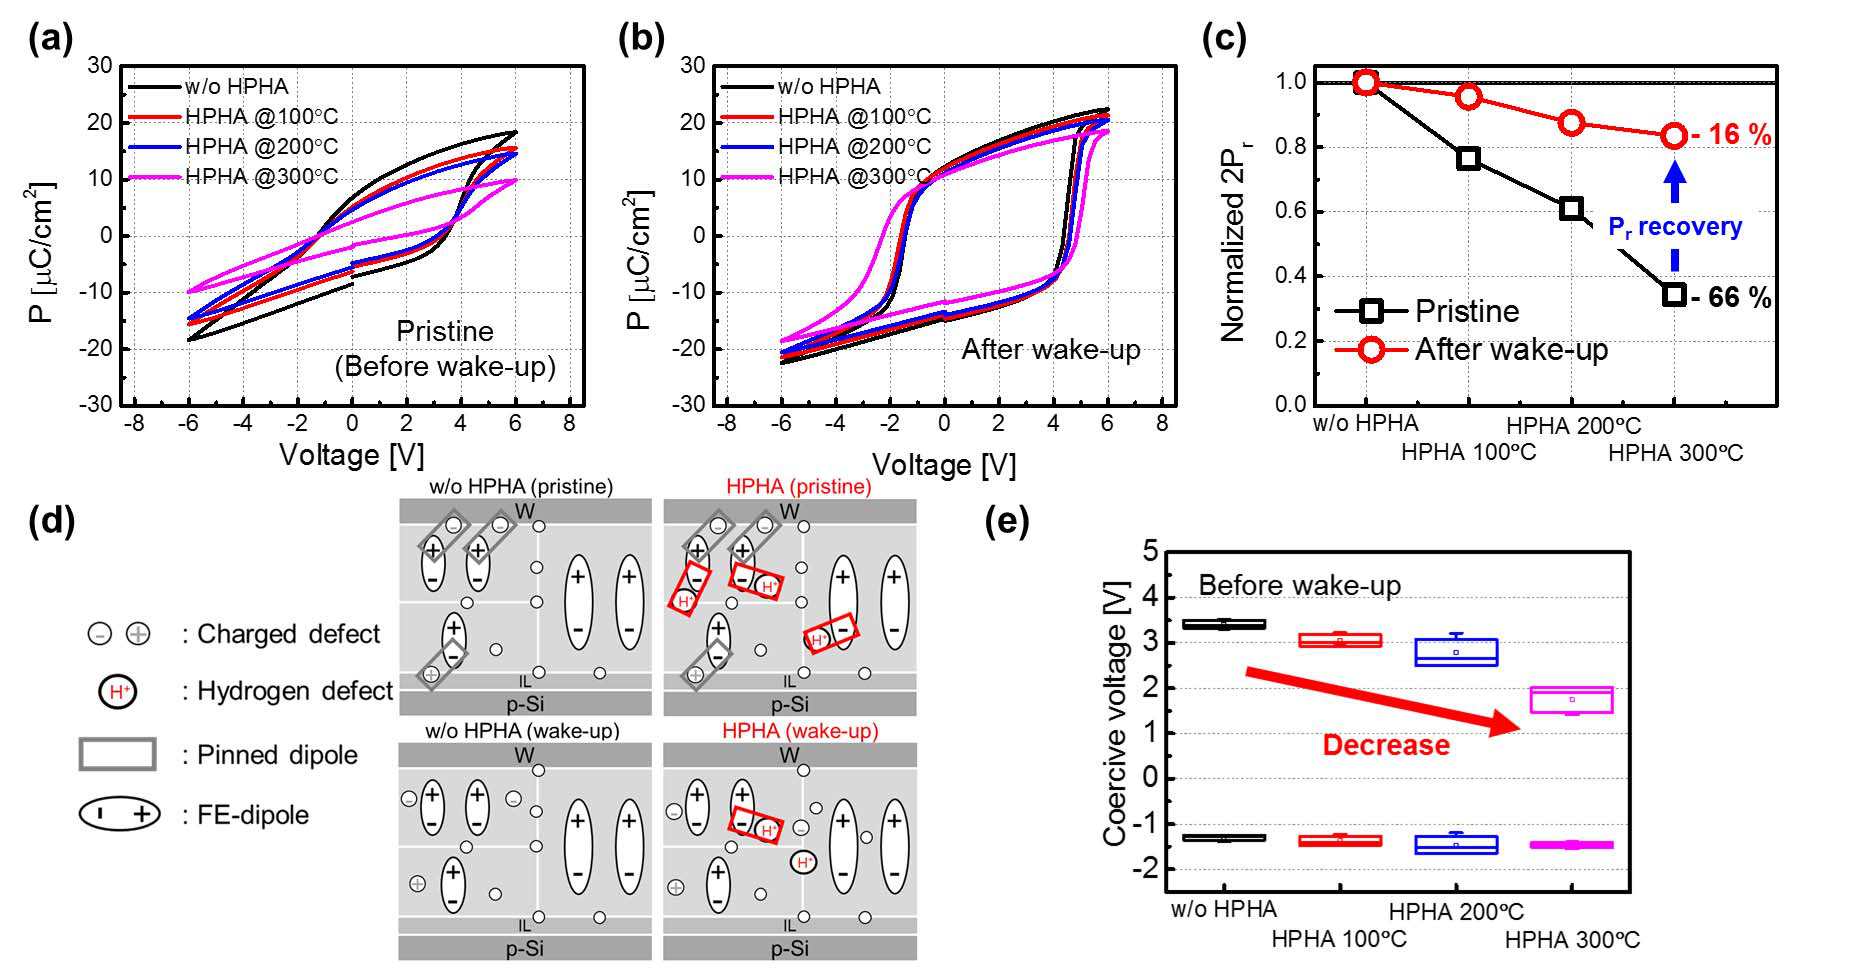 (a)
30
20
10
0
-10
-20
-30
P [μC/cm²]
w/o HPHA
HPHA @100°C
HPHA @200°C
HPHA @300°C
Pristine
(Before wake-up)
-8 -6 -4 -2 0 2 4 6 8
Voltage [V]
(b)
30
20
10
0
-10
-20
-30
P [μC/cm²]
w/o HPHA
HPHA @100°C
HPHA @200°C
HPHA @300°C
After wake-up
-8 -6 -4 -2 0 2 4 6 8
Voltage [V]
(c)
1.0
0.8
0.6
0.4
0.2
0.0
Normalized 2Pr
- 16 %
Pr recovery
- 66 %
Pristine
After wake-up
w/o HPHA
HPHA 200°C
HPHA 100°C
HPHA 300°C
(d)
- + : Charged defect
H⁺ : Hydrogen defect
: Pinned dipole
- + : FE-dipole
w/o HPHA (pristine)
W
- -
+ + + +
- - - -
+
-
+
IL
p-Si
HPHA (pristine)
W
- -
+ + + +
- - - -
H⁺ H⁺
+
- H⁺
+
IL
p-Si
w/o HPHA (wake-up)
W
- + + - + +
- - - -
+ +
-
IL
p-Si
HPHA (wake-up)
W
- + + + +
- - H⁺ - - -
H⁺
+ +
-
IL
p-Si
(e)
5
4
3
2
1
0
-1
-2
Coercive voltage [V]
Before wake-up
Decrease
w/o HPHA
HPHA 200°C
HPHA 100°C
HPHA 300°C